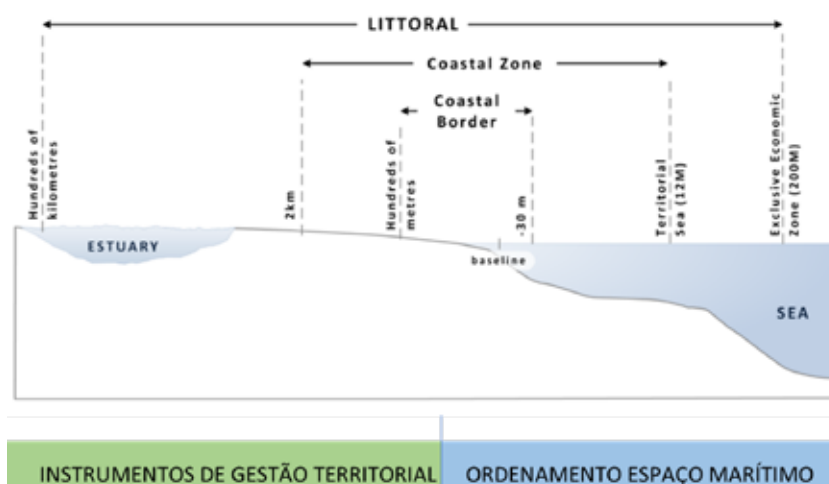 LITTORAL
Coastal Zone
Coastal
Border
Hundreds of
kilometres
2km
Hundreds of
metres
-30 m
Territorial
Sea (12M)
Exclusive Economic
Zone (200M)
ESTUARY
baseline
SEA
INSTRUMENTOS DE GESTÃO TERRITORIAL
ORDENAMENTO ESPAÇO MARÍTIMO